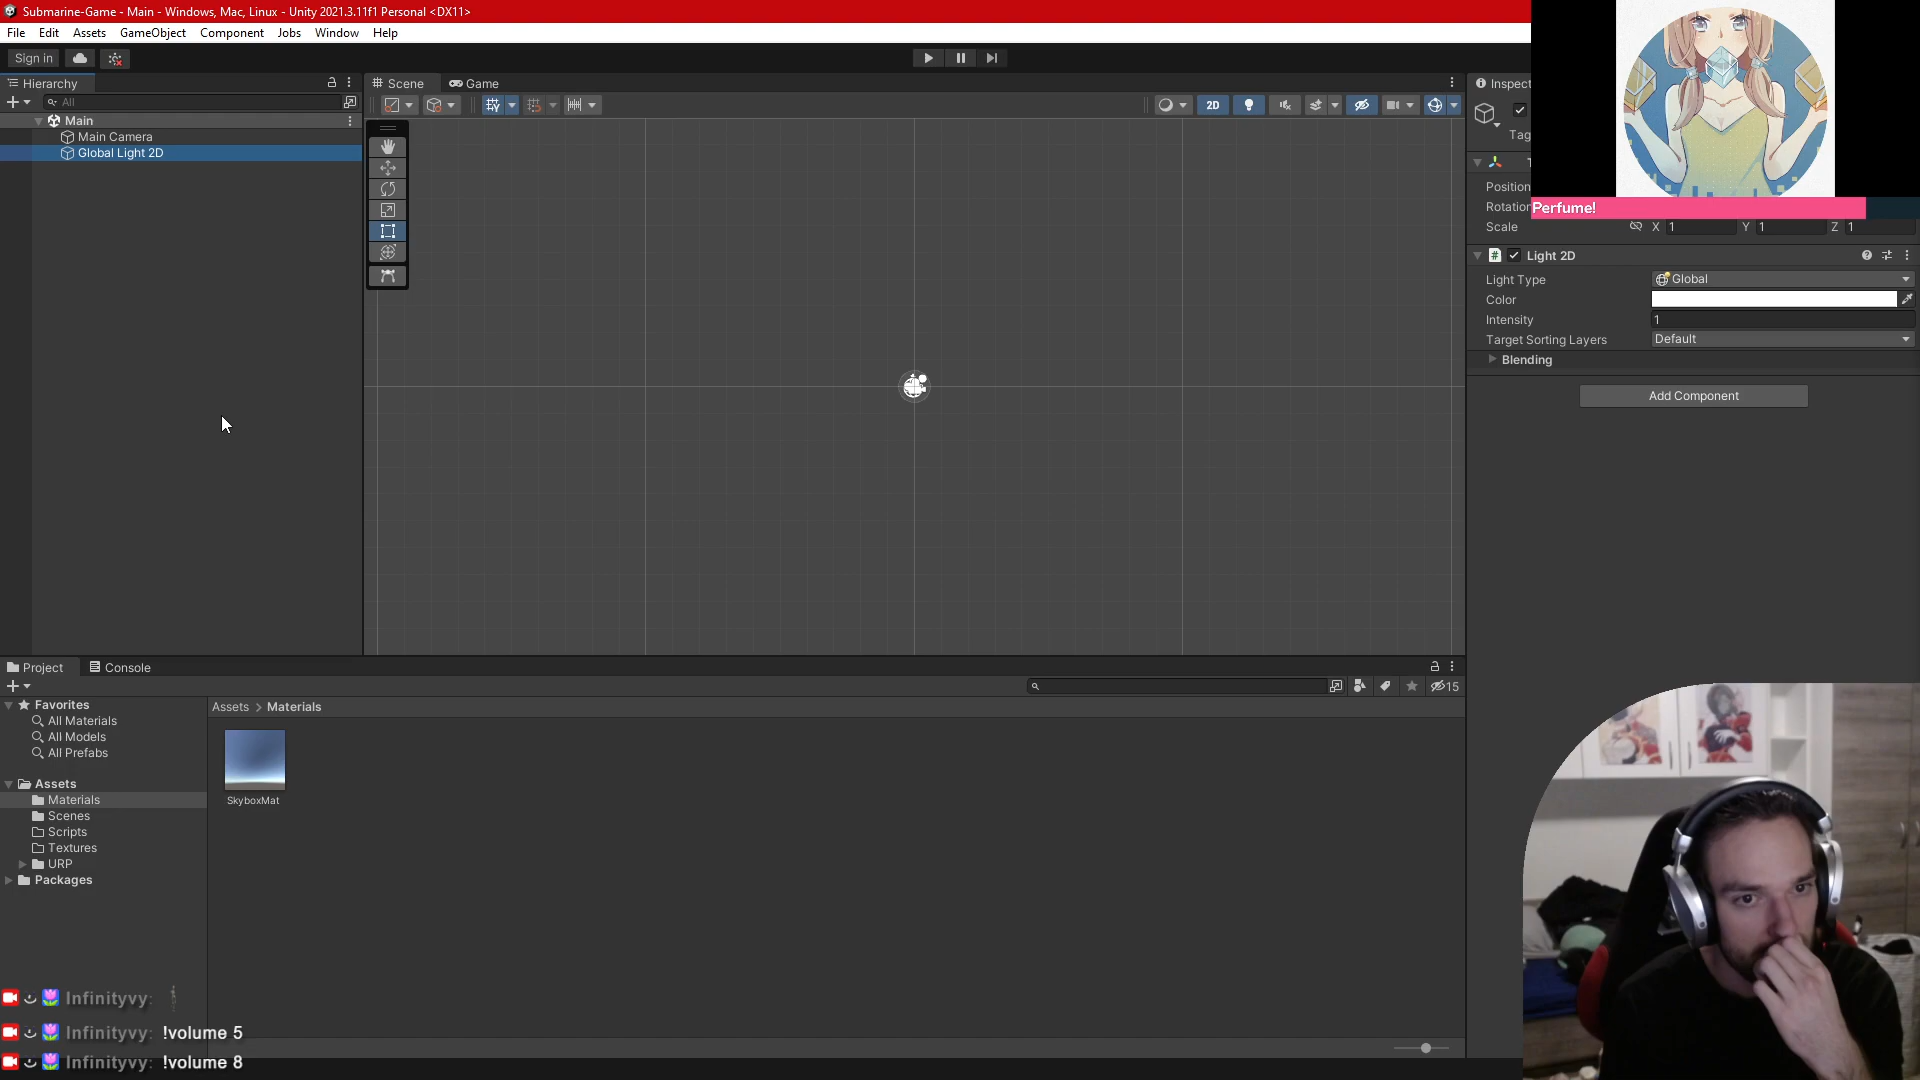 Submarine-Game - Main - Windows, Mac, Linux - Unity 2021.3.11f1 Personal <DX11>
File Edit Assets GameObject Component Jobs Window Help
Sign in
Hierarchy
All
Main
Main Camera
Global Light 2D
Scene Game
2D
Inspect
Tag
T
Position
Rotation
Perfume!
Scale X 1 Y 1 Z 1
Light 2D
Light Type Global
Color
Intensity 1
Target Sorting Layers Default
Blending
Add Component
Project Console
15
Favorites
All Materials
All Models
All Prefabs
Assets
Materials
Scenes
Scripts
Textures
URP
Packages
Assets > Materials
SkyboxMat
Infinityvy:
Infinityvy: !volume 5
Infinityvy: !volume 8